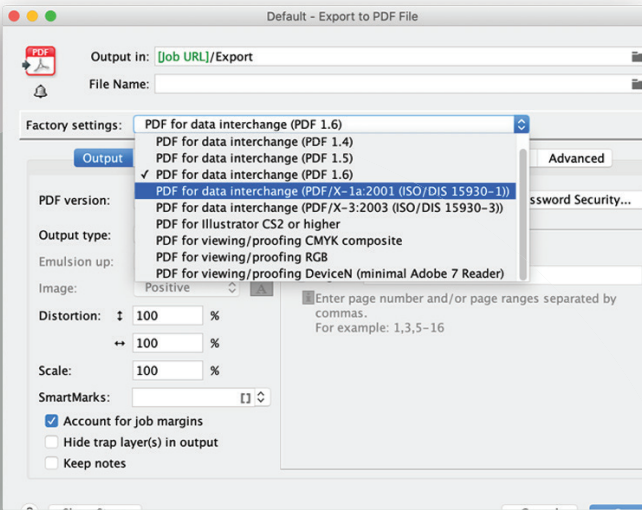 Default - Export to PDF File
PDF
Output in: [Job URL]/Export
File Name:
Factory settings: PDF for data interchange (PDF 1.6)
PDF for data interchange (PDF 1.4)
PDF for data interchange (PDF 1.5)
✓ PDF for data interchange (PDF 1.6)
PDF for data interchange (PDF/X-1a:2001 (ISO/DIS 15930-1))
PDF for data interchange (PDF/X-3:2003 (ISO/DIS 15930-3))
PDF for Illustrator CS2 or higher
PDF for viewing/proofing CMYK composite
PDF for viewing/proofing RGB
PDF for viewing/proofing DeviceN (minimal Adobe 7 Reader)
Output
Advanced
PDF version:
ssword Security...
Output type:
Emulsion up:
Image: Positive A
Enter page number and/or page ranges separated by
commas.
For example: 1,3,5-16
Distortion: ↕ 100 %
↔ 100 %
Scale: 100 %
SmartMarks: []
Account for job margins
Hide trap layer(s) in output
Keep notes